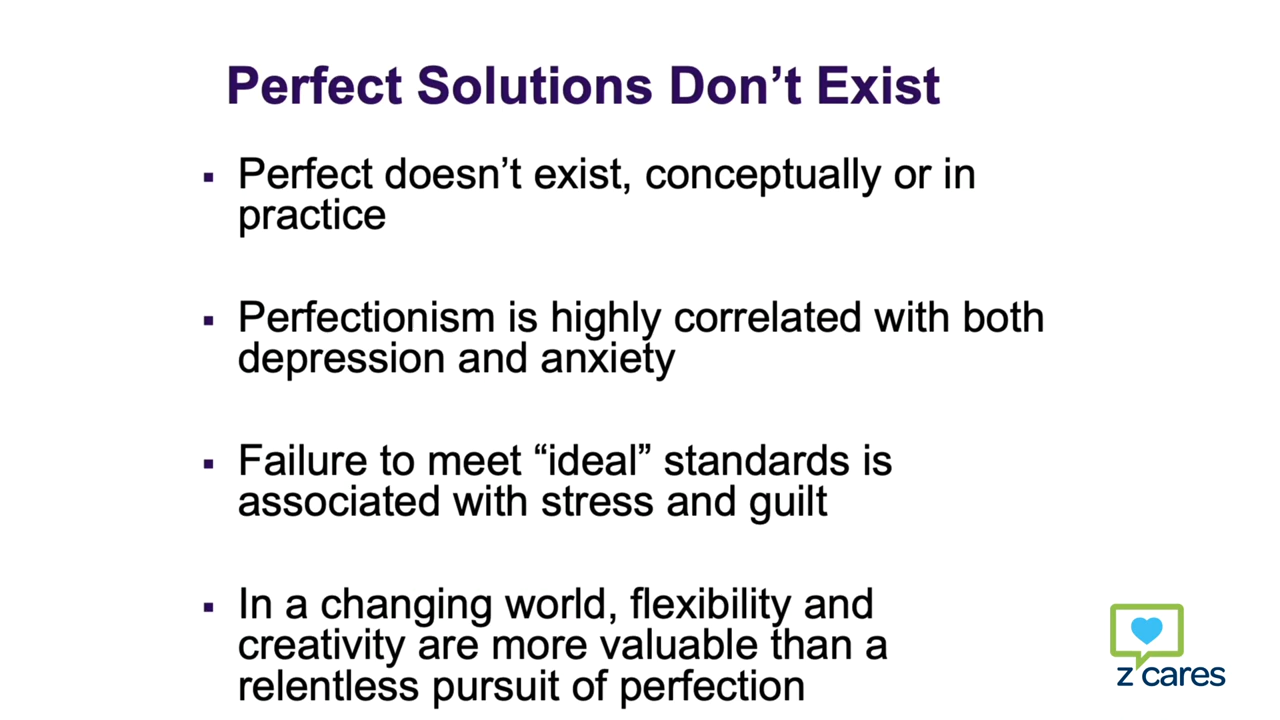 Perfect Solutions Don’t Exist
▪ Perfect doesn’t exist, conceptually or in
practice
▪ Perfectionism is highly correlated with both
depression and anxiety
▪ Failure to meet “ideal” standards is
associated with stress and guilt
▪ In a changing world, flexibility and
creativity are more valuable than a
relentless pursuit of perfection
z cares